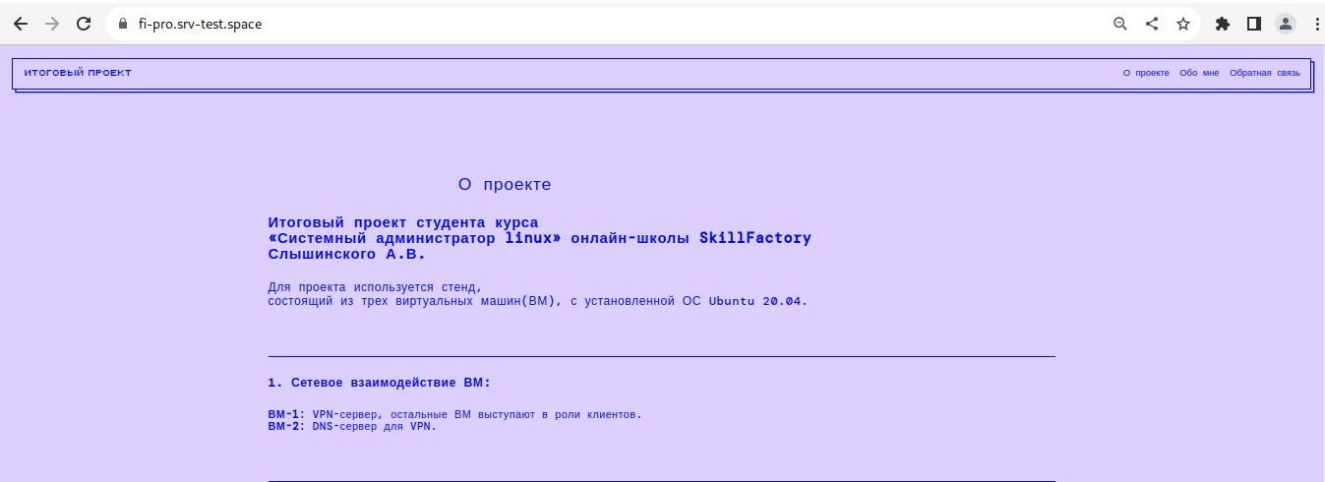 fi-pro.srv-test.space
ИТОГОВЫЙ ПРОЕКТ
О проекте Обо мне Обратная связь
О проекте
Итоговый проект студента курса
«Системный администратор linux» онлайн-школы SkillFactory
Слышинского А.В.
Для проекта используется стенд,
состоящий из трех виртуальных машин(ВМ), с установленной ОС Ubuntu 20.04.
1. Сетевое взаимодействие ВМ:
ВМ-1: VPN-сервер, остальные ВМ выступают в роли клиентов.
ВМ-2: DNS-сервер для VPN.